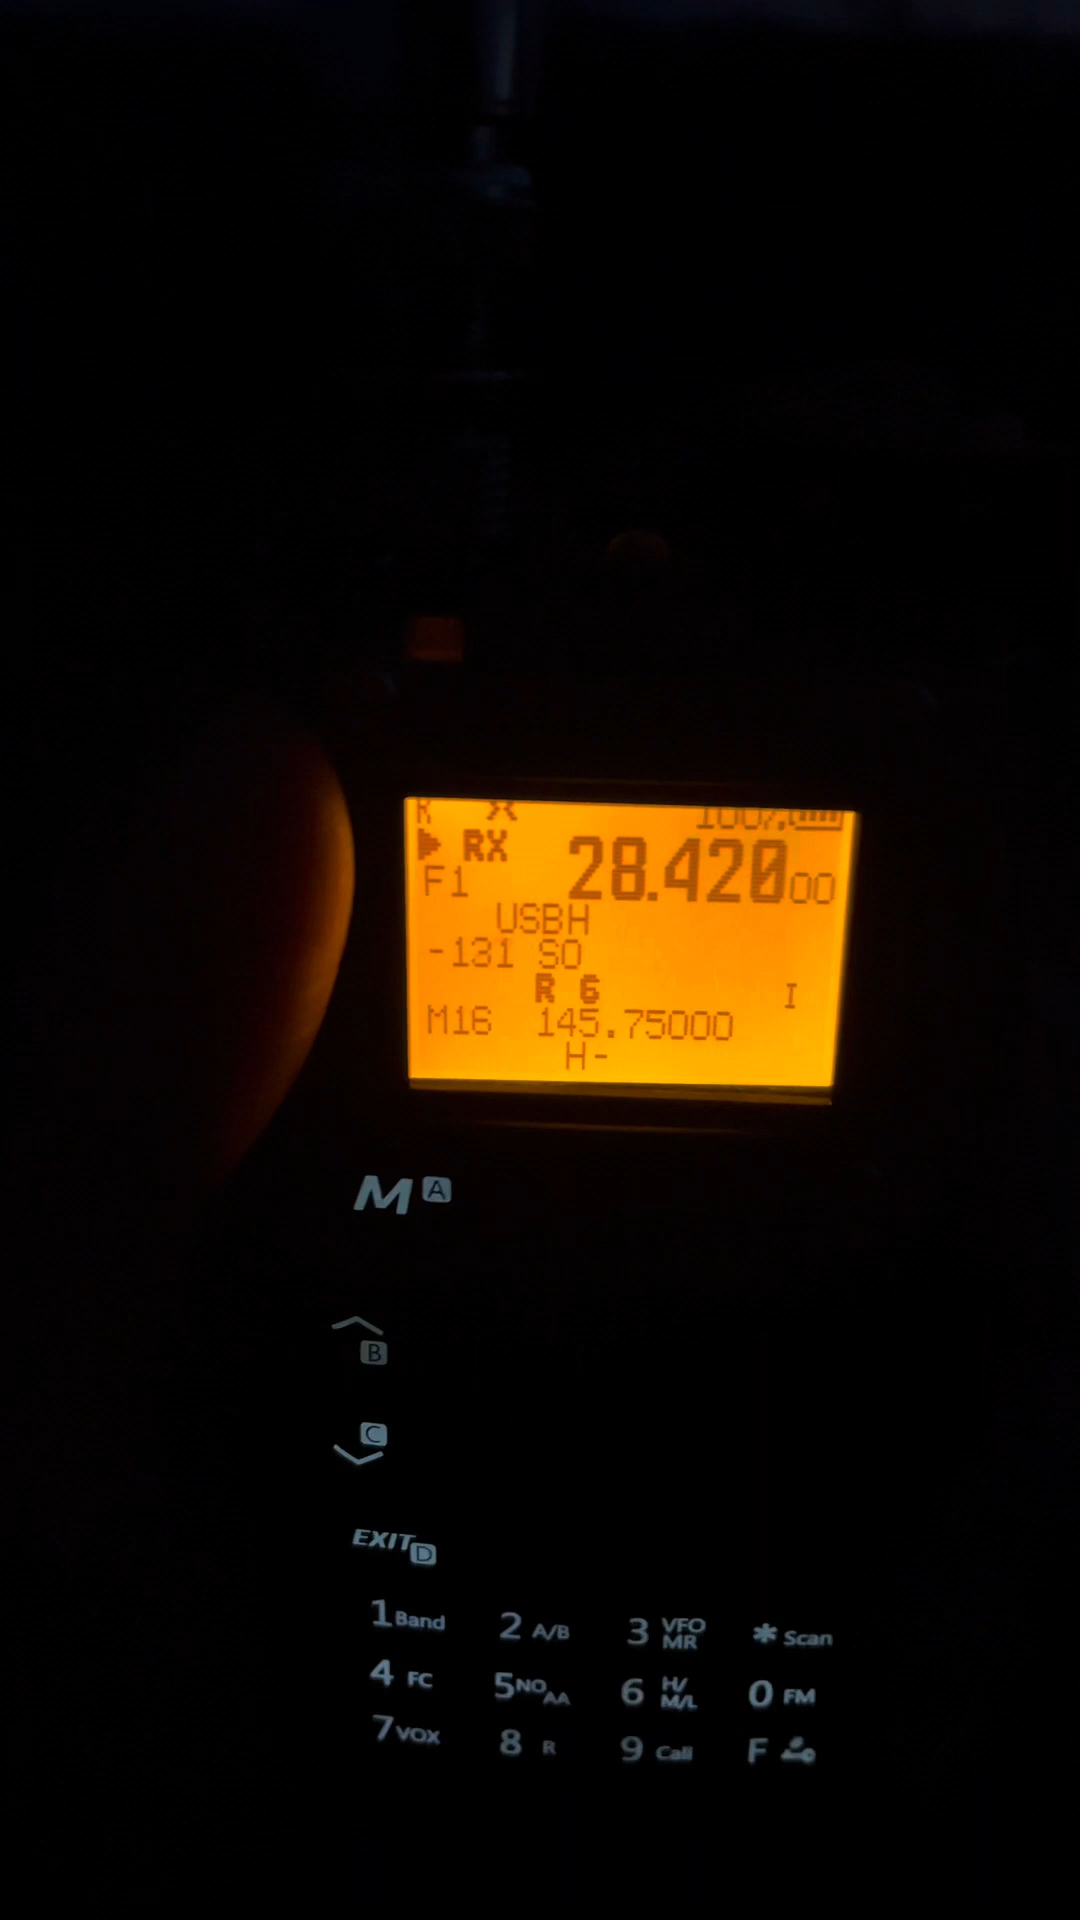 R
100%
RX 28.42000
F1
USBH
-131 S0
R 6 I
M16 145.75000
H-
M A
B
C
EXIT D
1 Band 2 A/B 3 VFO MR * Scan
4 FC 5 NO AA 6 H/M/L 0 FM
7 VOX 8 R 9 Call F